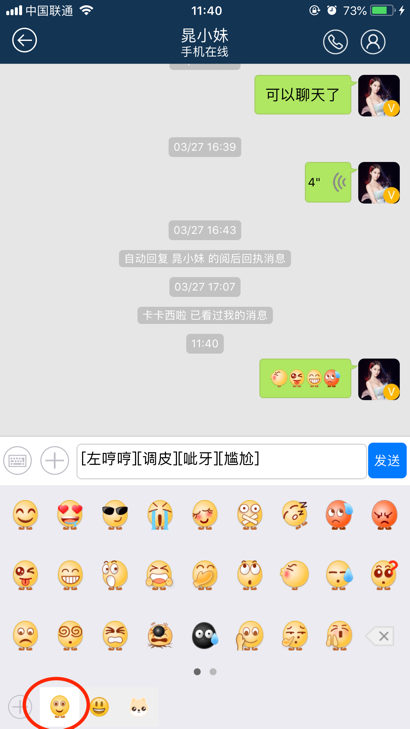 中国联通
11:40
73%
晁小妹
手机在线
可以聊天了
V
03/27 16:39
4"
V
03/27 16:43
自动回复 晁小妹 的阅后回执消息
03/27 17:07
卡卡西啦 已看过我的消息
11:40
V
[左哼哼][调皮][呲牙][尴尬]
发送